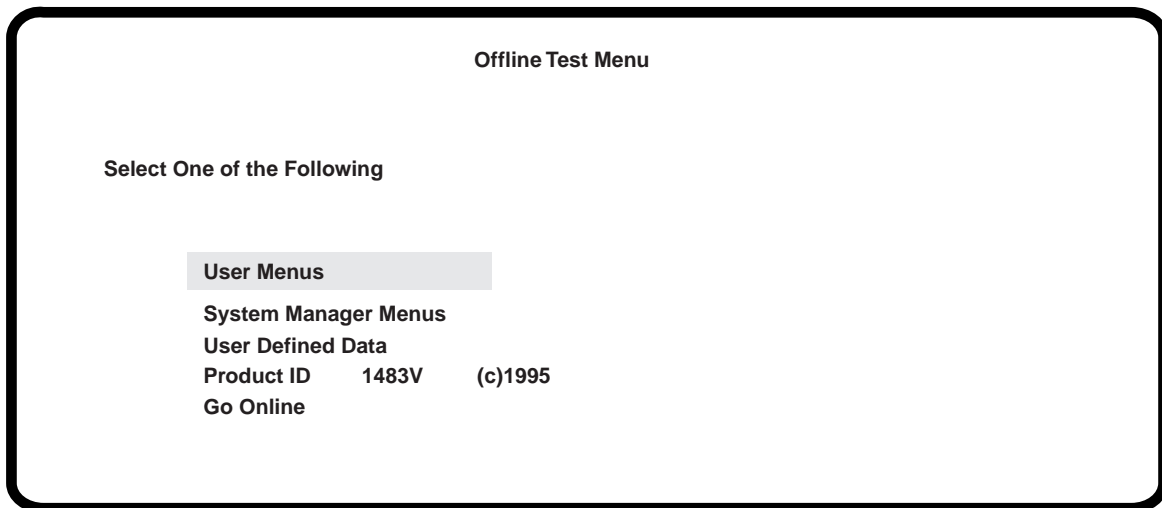 Offline Test Menu
Select One of the Following
User Menus
System Manager Menus
User Defined Data
Product ID 1483V (c)1995
Go Online